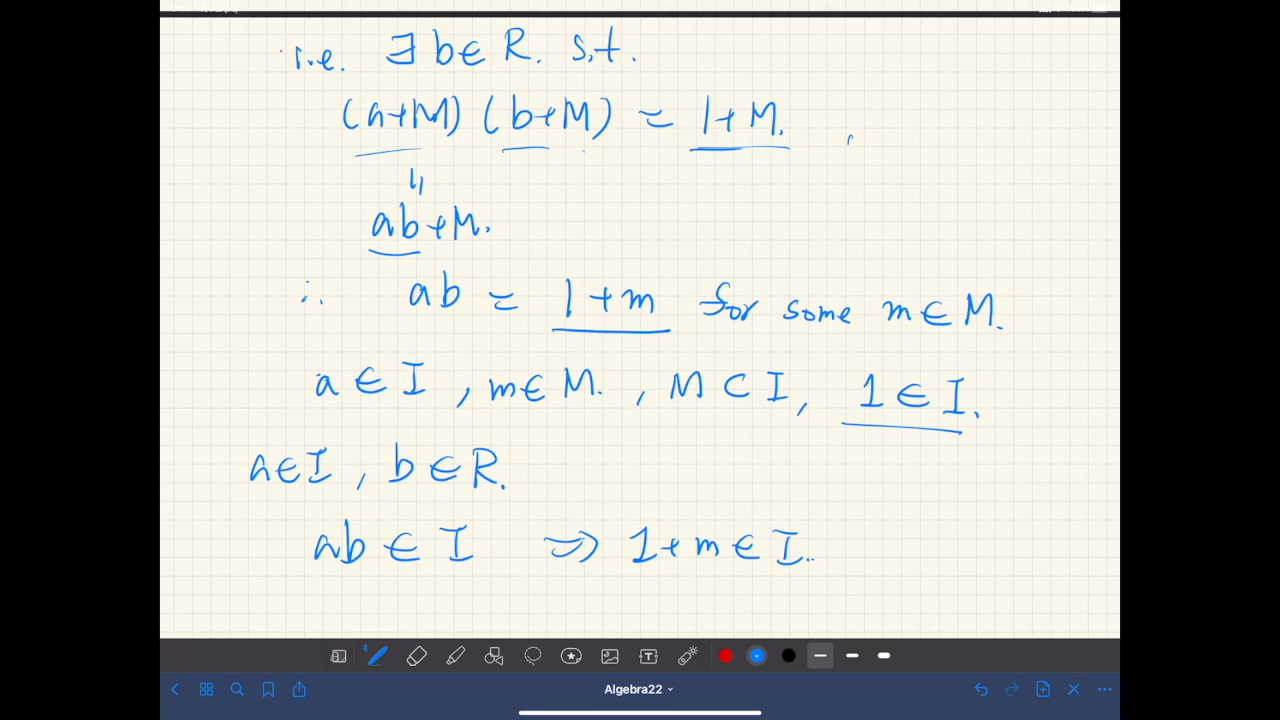 i.e. ∃ b ∈ R. s.t.
(a+M) (b+M) = 1+M.
॥
ab+M.
∴ ab = 1+m for some m ∈ M.
a ∈ I , m ∈ M. , M ⊂ I, 1 ∈ I.
a ∈ I , b ∈ R.
ab ∈ I ⇒ 1+m ∈ I..
Algebra22